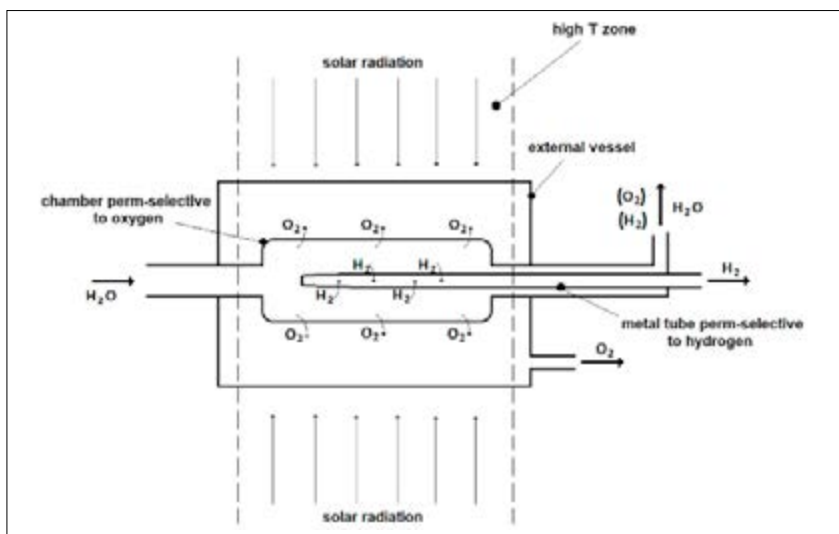 high T zone
solar radiation
external vessel
chamber perm-selective
to oxygen
(O₂)
(H₂)
H₂O
O₂
O₂
O₂
H₂
H₂
H₂
H₂
H₂O
H₂
O₂
O₂
O₂
metal tube perm-selective
to hydrogen
O₂
solar radiation